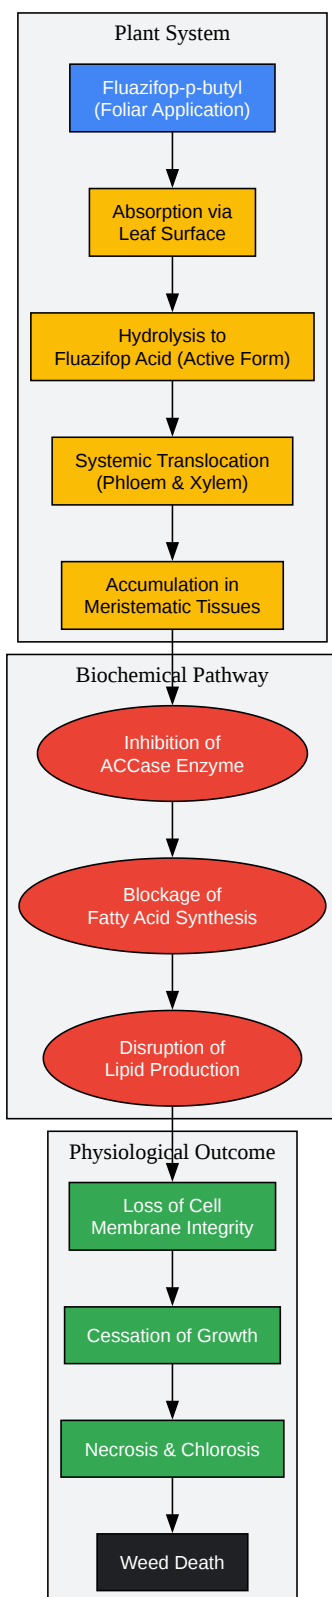 Plant System
Fluazifop-p-butyl
(Foliar Application)
Absorption via
Leaf Surface
Hydrolysis to
Fluazifop Acid (Active Form)
Systemic Translocation
(Phloem & Xylem)
Accumulation in
Meristematic Tissues
Biochemical Pathway
Inhibition of
ACCase Enzyme
Blockage of
Fatty Acid Synthesis
Disruption of
Lipid Production
Physiological Outcome
Loss of Cell
Membrane Integrity
Cessation of Growth
Necrosis & Chlorosis
Weed Death